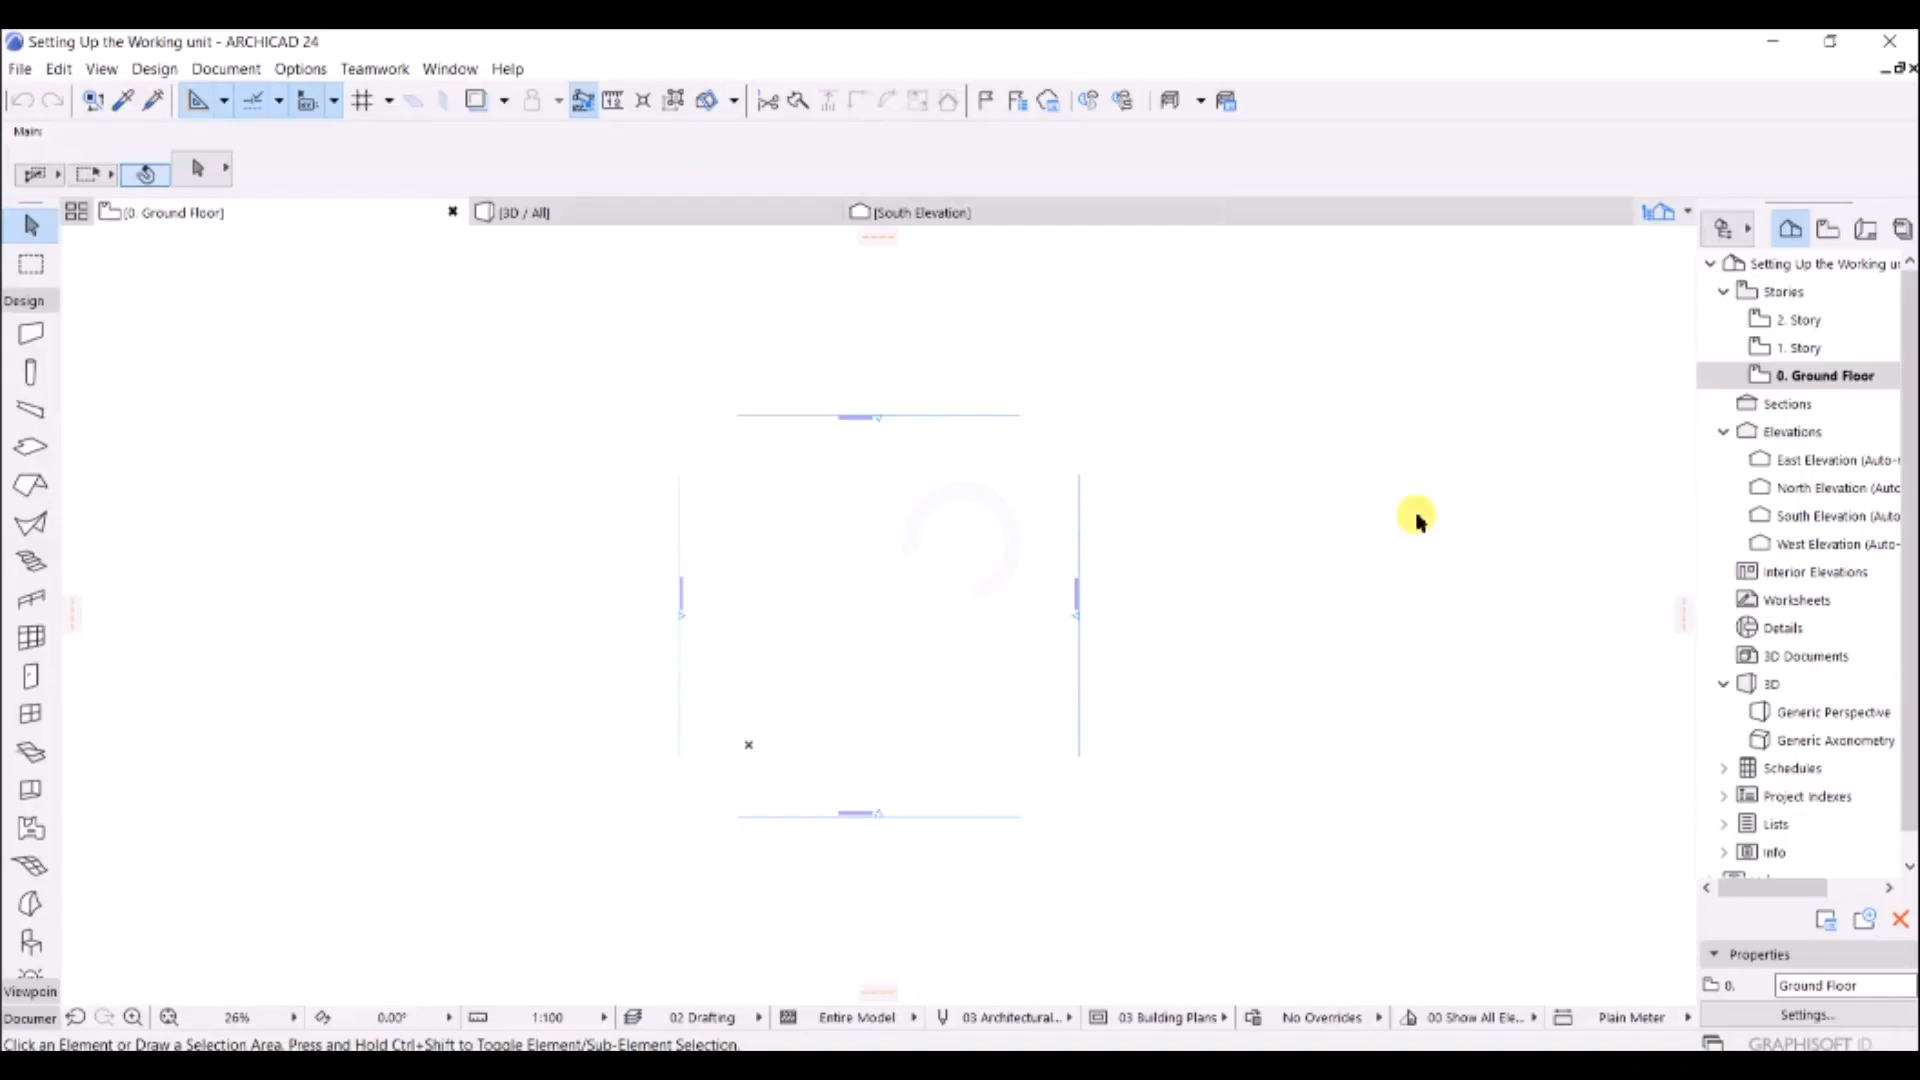 Setting Up the Working unit - ARCHICAD 24
File Edit View Design Document Options Teamwork Window Help
Main:
[0. Ground Floor]
[3D / All]
[South Elevation]
Design
Setting Up the Working ur
Stories
2. Story
1. Story
0. Ground Floor
Sections
Elevations
East Elevation (Auto-
North Elevation (Autc
South Elevation (Auto
West Elevation (Auto-
Interior Elevations
Worksheets
Details
3D Documents
3D
Generic Perspective
Generic Axonometry
Schedules
Project Indexes
Lists
Info
Properties
0. Ground Floor
Settings...
GRAPHISOFT ID
Viewpoin
Documer
26% 0.00° 1:100 02 Drafting Entire Model 03 Architectural... 03 Building Plans No Overrides 00 Show All Ele... Plain Meter
Click an Element or Draw a Selection Area. Press and Hold Ctrl+Shift to Toggle Element/Sub-Element Selection.